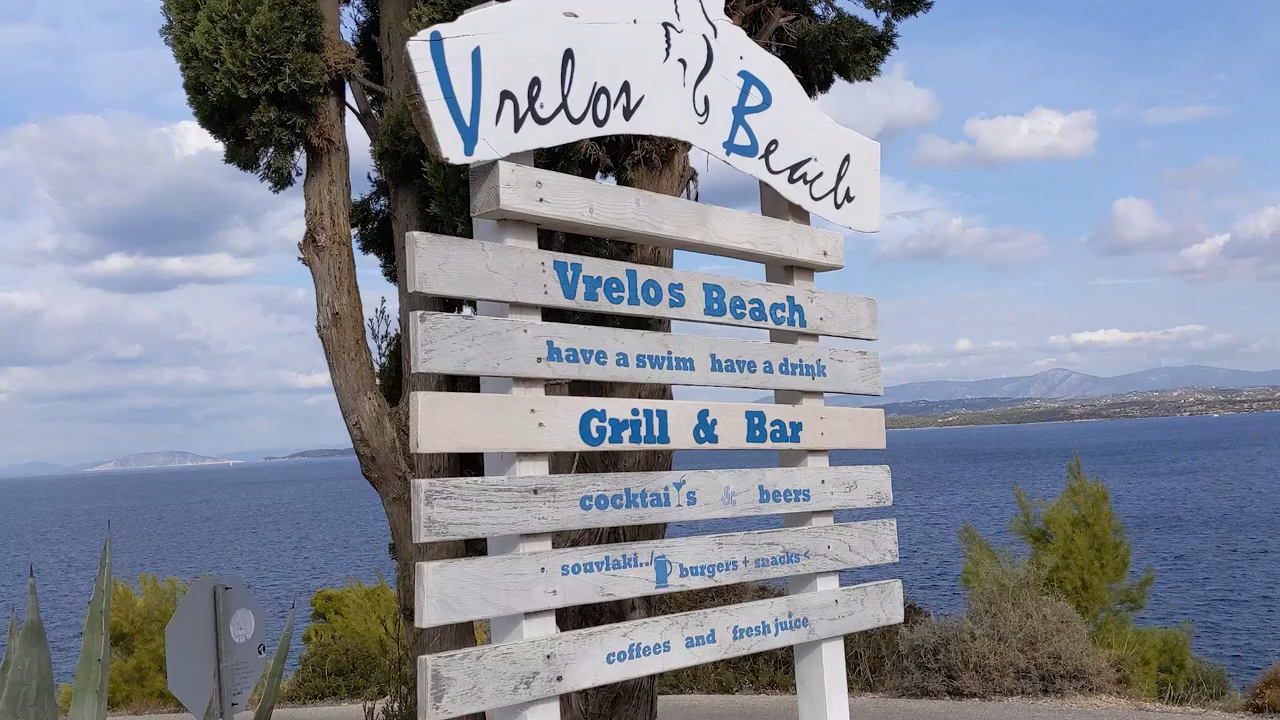 Vrelos Beach
Vrelos Beach
have a swim have a drink
Grill & Bar
cocktails & beers
souvlaki../ burgers + snacks<
coffees and fresh juice